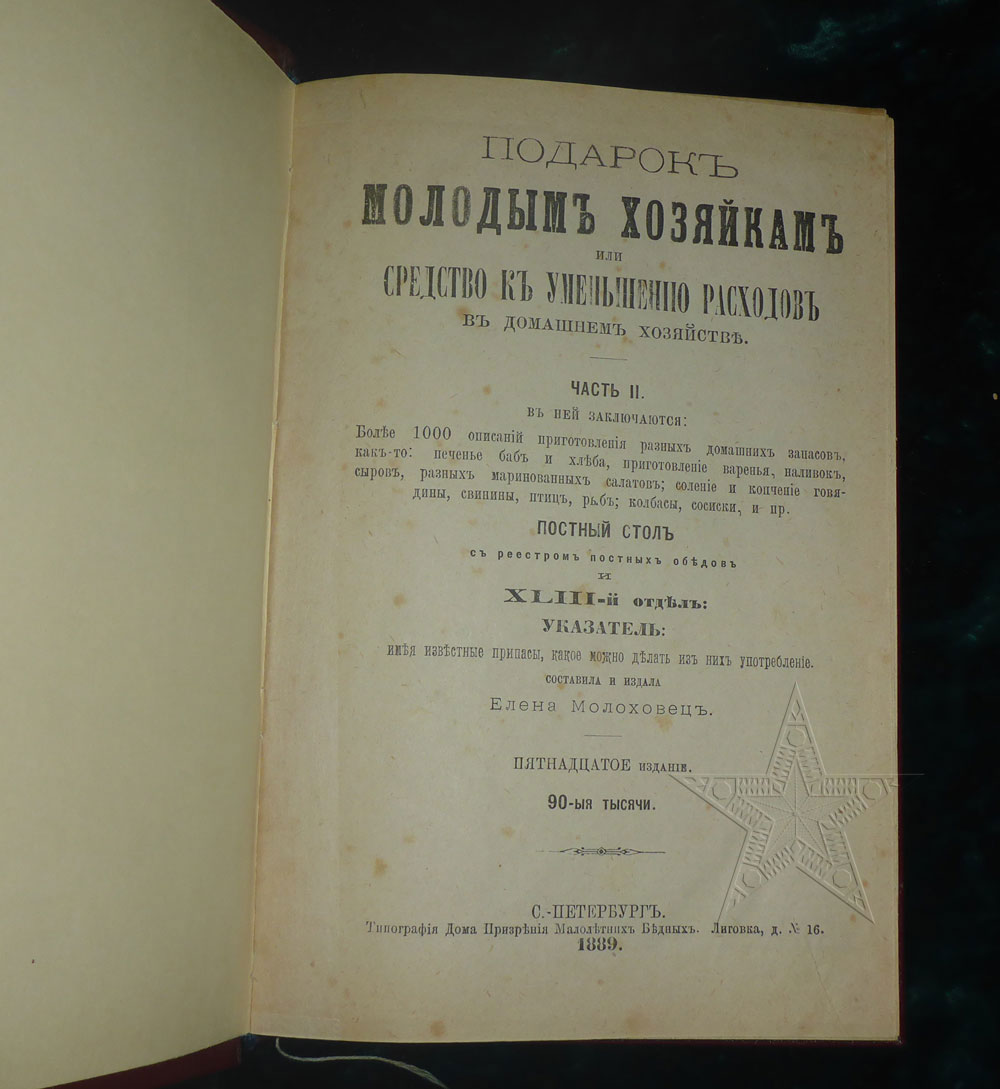 ПОДАРОКЪ
МОЛОДЫМЪ ХОЗЯЙКАМЪ
ИЛИ
СРЕДСТВО КЪ УМЕНЬШЕНІЮ РАСХОДОВЪ
ВЪ ДОМАШНЕМЪ ХОЗЯЙСТВѢ.
ЧАСТЬ II.
ВЪ НЕЙ ЗАКЛЮЧАЮТСЯ:
Болѣе 1000 описаній приготовленія разныхъ домашнихъ запасовъ,
какъ-то: печенье бабъ и хлѣба, приготовленіе варенья, наливокъ,
сыровъ, разныхъ маринованныхъ салатовъ; соленіе и копченіе говя-
дины, свинины, птицъ, рыбъ; колбасы, сосиски, и пр.
ПОСТНЫЙ СТОЛЪ
съ реестромъ постныхъ обѣдовъ
И
XLIII-й отдѣлъ:
УКАЗАТЕЛЬ:
имѣя извѣстные припасы, какое можно дѣлать изъ нихъ употребленіе.
СОСТАВИЛА И ИЗДАЛА
Елена Молоховецъ.
ПЯТНАДЦАТОЕ ИЗДАНІЕ.
90-ыя тысячи.
С.-ПЕТЕРБУРГЪ.
Типографія Дома Призрѣнія Малолѣтнихъ Бѣдныхъ. Лиговка, д. № 16.
1889.